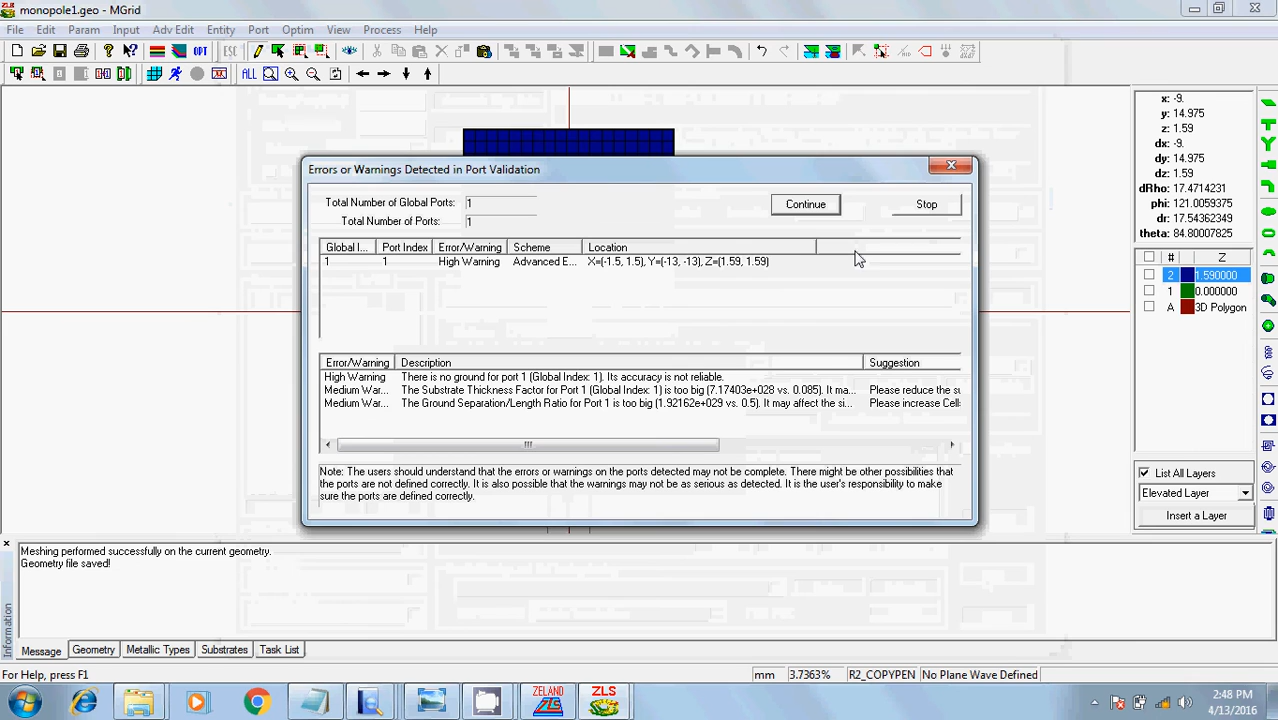 monopole1.geo - MGrid
File Edit Param Input Adv Edit Entity Port Optim View Process Help
ESC
ALL
x: -9.
y: 14.975
z: 1.59
dx: -9.
dy: 14.975
dz: 1.59
dRho: 17.4714231
phi: 121.0059375
dr: 17.54362349
theta: 84.80007825
# Z
2 1.590000
1 0.000000
A 3D Polygon
List All Layers
Elevated Layer
Insert a Layer
Errors or Warnings Detected in Port Validation
Total Number of Global Ports: 1
Total Number of Ports: 1
Continue Stop
Global I... Port Index Error/Warning Scheme Location
1 1 High Warning Advanced E... X=(-1.5, 1.5), Y=(-13, -13), Z=(1.59, 1.59)
Error/Warning Description Suggestion
High Warning There is no ground for port 1 (Global Index: 1). Its accuracy is not reliable.
Medium War... The Substrate Thickness Factor for Port 1 (Global Index: 1) is too big (7.17403e+028 vs. 0.085). It ma... Please reduce the su
Medium War... The Ground Separation/Length Ratio for Port 1 is too big (1.92162e+029 vs. 0.5). It may affect the si... Please increase Cells
Note: The users should understand that the errors or warnings on the ports detected may not be complete. There might be other possibilities that
the ports are not defined correctly. It is also possible that the warnings may not be as serious as detected. It is the user's responsibility to make
sure the ports are defined correctly.
Meshing performed successfully on the current geometry.
Geometry file saved!
Information
Message Geometry Metallic Types Substrates Task List
For Help, press F1 mm 3.7363% R2_COPYPEN No Plane Wave Defined
ZELAND
ZLS
2:48 PM
4/13/2016